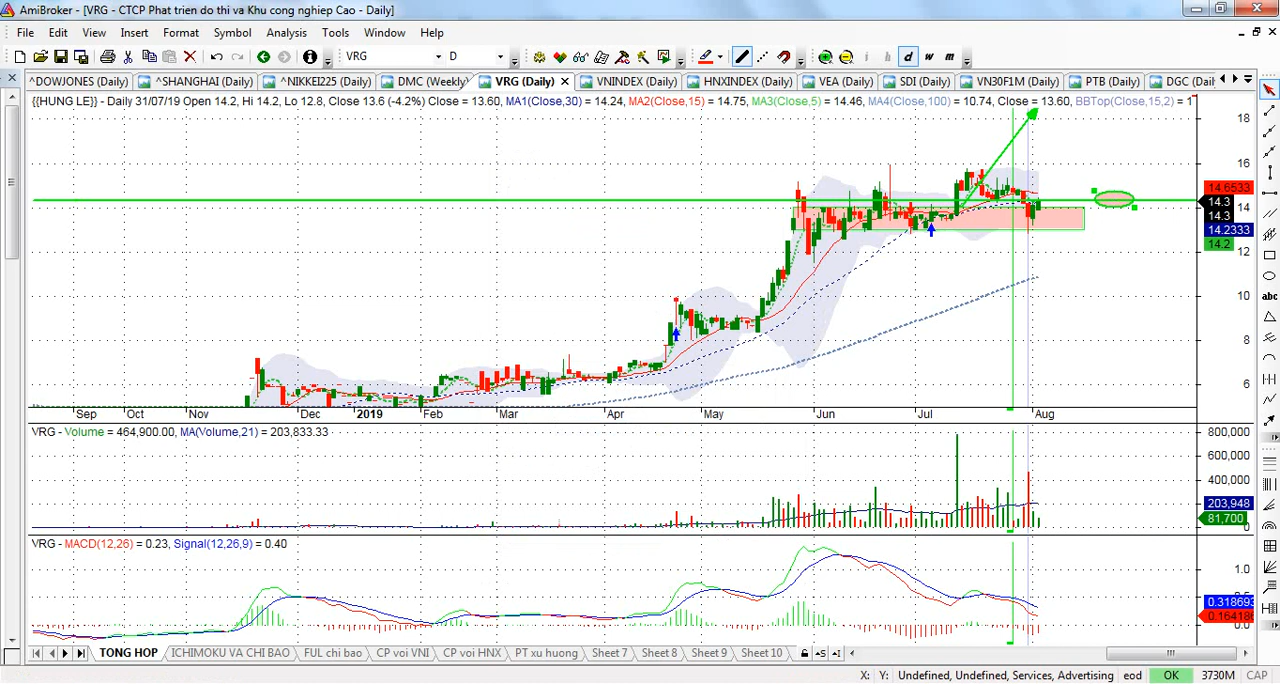 AmiBroker - [VRG - CTCP Phat trien do thi va Khu cong nghiep Cao - Daily]
File Edit View Insert Format Symbol Analysis Tools Window Help
VRG D i h d w m
^DOWJONES (Daily) ^SHANGHAI (Daily) ^NIKKEI225 (Daily) DMC (Weekly) VRG (Daily) VNINDEX (Daily) HNXINDEX (Daily) VEA (Daily) SDI (Daily) VN30F1M (Daily) PTB (Daily) DGC (Dail
{{HUNG LE}} - Daily 31/07/19 Open 14.2, Hi 14.2, Lo 12.8, Close 13.6 (-4.2%) Close = 13.60, MA1(Close,30) = 14.24, MA2(Close,15) = 14.75, MA3(Close,5) = 14.46, MA4(Close,100) = 10.74, Close = 13.60, BBTop(Close,15,2) = 1
18
16
14.6533
14.3
14
14.3
14.2333
14.2
12
10
8
6
abc
Sep Oct Nov Dec 2019 Feb Mar Apr May Jun Jul Aug
VRG - Volume = 464,900.00, MA(Volume,21) = 203,833.33
800,000
600,000
400,000
203,948
81,700
VRG - MACD(12,26) = 0.23, Signal(12,26,9) = 0.40
1.0
0.318693
0.164186
0.0
TONG HOP ICHIMOKU VA CHI BAO FUL chi bao CP voi VNI CP voi HNX PT xu huong Sheet 7 Sheet 8 Sheet 9 Sheet 10
X: Y: Undefined, Undefined, Services, Advertising eod OK 3730M CAP